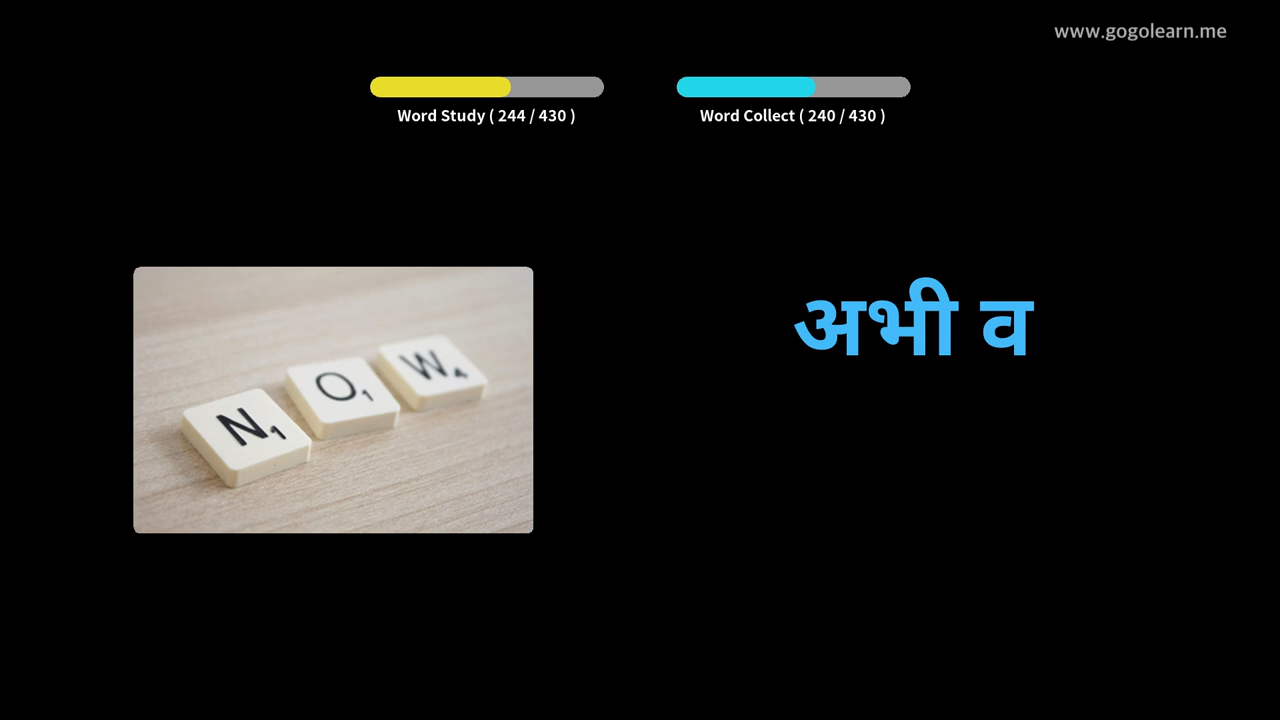 www.gogolearn.me
Word Study ( 244 / 430 )
Word Collect ( 240 / 430 )
N1 O1 W4
अभी व